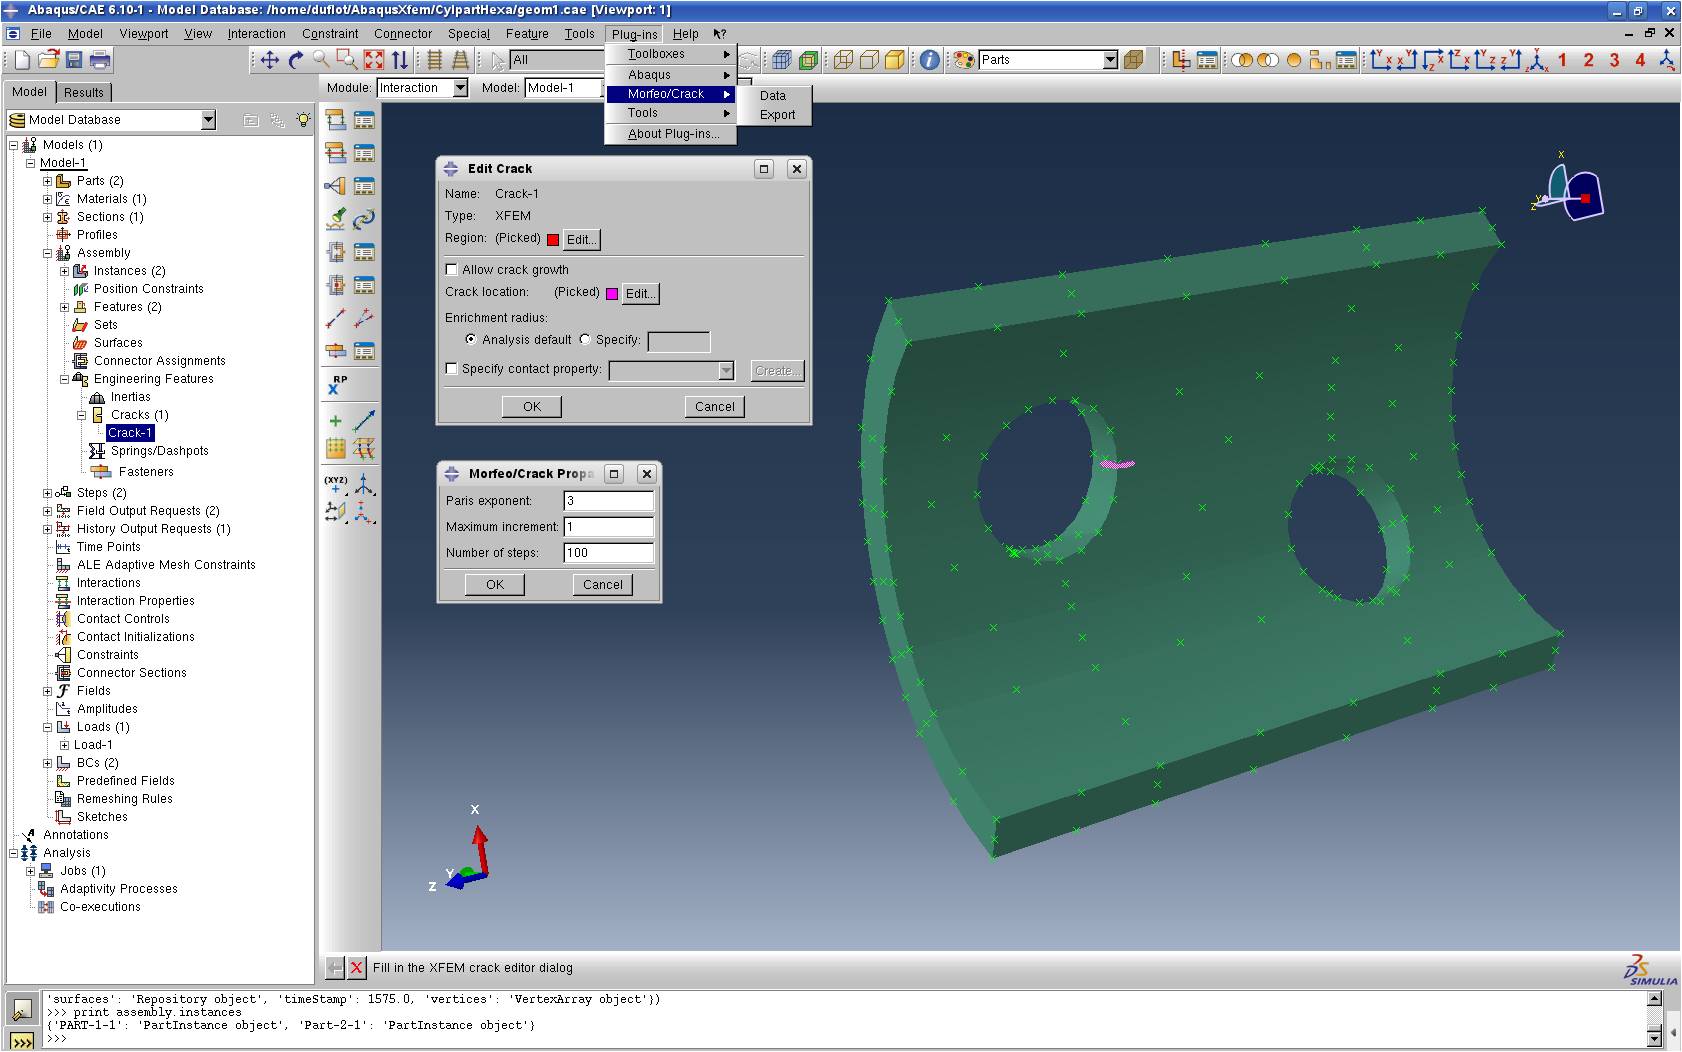 Abaqus/CAE 6.10-1 - Model Database: /home/duflot/AbaqusXfem/CylpartHexa/geom1.cae [Viewport: 1]
File Model Viewport View Interaction Constraint Connector Special Feature Tools Plug-ins Help
All
Parts
1 2 3 4
Toolboxes
Abaqus
Morfeo/Crack
Tools
About Plug-ins...
Data
Export
Model Results
Module: Interaction Model: Model-1
Model Database
Models (1)
Model-1
Parts (2)
Materials (1)
Sections (1)
Profiles
Assembly
Instances (2)
Position Constraints
Features (2)
Sets
Surfaces
Connector Assignments
Engineering Features
Inertias
Cracks (1)
Crack-1
Springs/Dashpots
Fasteners
Steps (2)
Field Output Requests (2)
History Output Requests (1)
Time Points
ALE Adaptive Mesh Constraints
Interactions
Interaction Properties
Contact Controls
Contact Initializations
Constraints
Connector Sections
Fields
Amplitudes
Loads (1)
Load-1
BCs (2)
Predefined Fields
Remeshing Rules
Sketches
Annotations
Analysis
Jobs (1)
Adaptivity Processes
Co-executions
RP
(XYZ)
Edit Crack
Name: Crack-1
Type: XFEM
Region: (Picked) Edit...
Allow crack growth
Crack location: (Picked) Edit...
Enrichment radius:
Analysis default Specify:
Specify contact property: Create...
OK Cancel
Morfeo/Crack Propa
Paris exponent: 3
Maximum increment: 1
Number of steps: 100
OK Cancel
X
Y
Z
X
Y
Z
Fill in the XFEM crack editor dialog
SIMULIA
'surfaces': 'Repository object', 'timeStamp': 1575.0, 'vertices': 'VertexArray object'})
>>> print assembly.instances
{'PART-1-1': 'PartInstance object', 'Part-2-1': 'PartInstance object'}
>>>
>>>